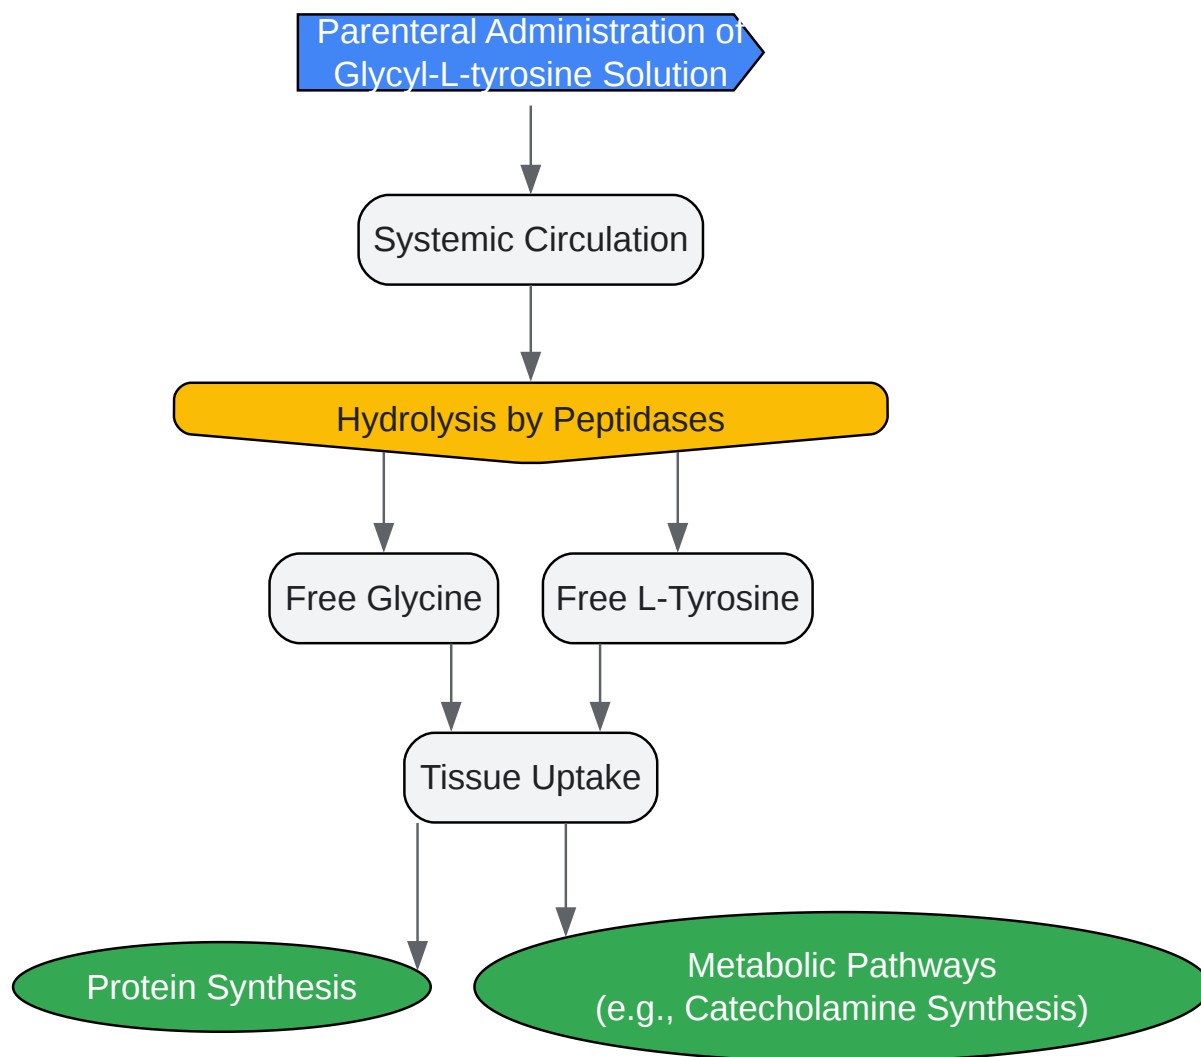 Parenteral Administration of
Glycyl-L-tyrosine Solution
Systemic Circulation
Hydrolysis by Peptidases
Free Glycine
Free L-Tyrosine
Tissue Uptake
Protein Synthesis
Metabolic Pathways
(e.g., Catecholamine Synthesis)